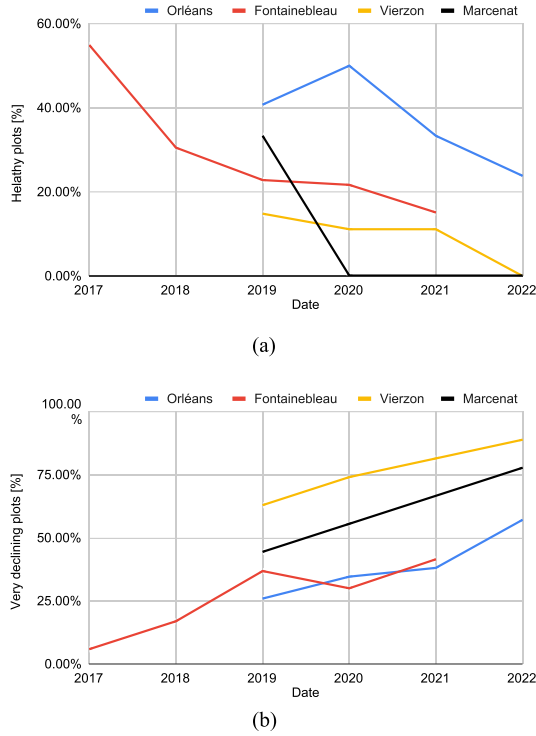 Orléans Fontainebleau Vierzon Marcenat
60.00%
40.00%
20.00%
0.00%
Helathy plots [%]
2017 2018 2019 2020 2021 2022
Date
(a)
Orléans Fontainebleau Vierzon Marcenat
100.00
%
75.00%
50.00%
25.00%
0.00%
Very declining plots [%]
2017 2018 2019 2020 2021 2022
Date
(b)